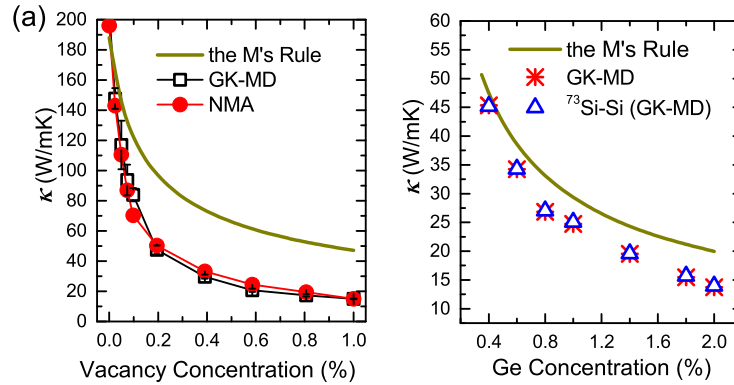 (a)
200
180
160
140
120
100
80
60
40
20
0
κ (W/mK)
the M's Rule
GK-MD
NMA
0.0 0.2 0.4 0.6 0.8 1.0
Vacancy Concentration (%)
60
55
50
45
40
35
30
25
20
15
10
κ (W/mK)
the M's Rule
GK-MD
⁷³Si-Si (GK-MD)
0.4 0.8 1.2 1.6 2.0
Ge Concentration (%)